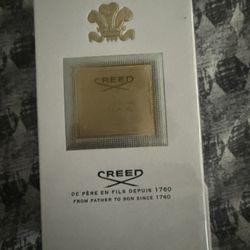 CREED
CREED
DE PÈRE EN FILS DEPUIS 1760
FROM FATHER TO SON SINCE 1760